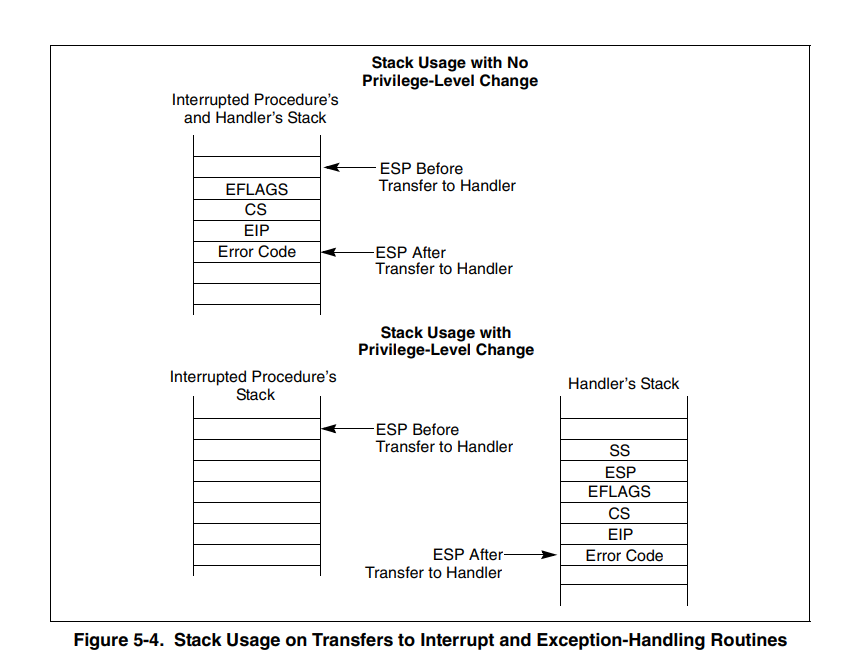 Stack Usage with No
Privilege-Level Change
Interrupted Procedure's
and Handler's Stack
ESP Before
Transfer to Handler
EFLAGS
CS
EIP
Error Code
ESP After
Transfer to Handler
Stack Usage with
Privilege-Level Change
Interrupted Procedure's
Stack
Handler's Stack
ESP Before
Transfer to Handler
SS
ESP
EFLAGS
CS
EIP
ESP After
Transfer to Handler
Error Code
Figure 5-4. Stack Usage on Transfers to Interrupt and Exception-Handling Routines